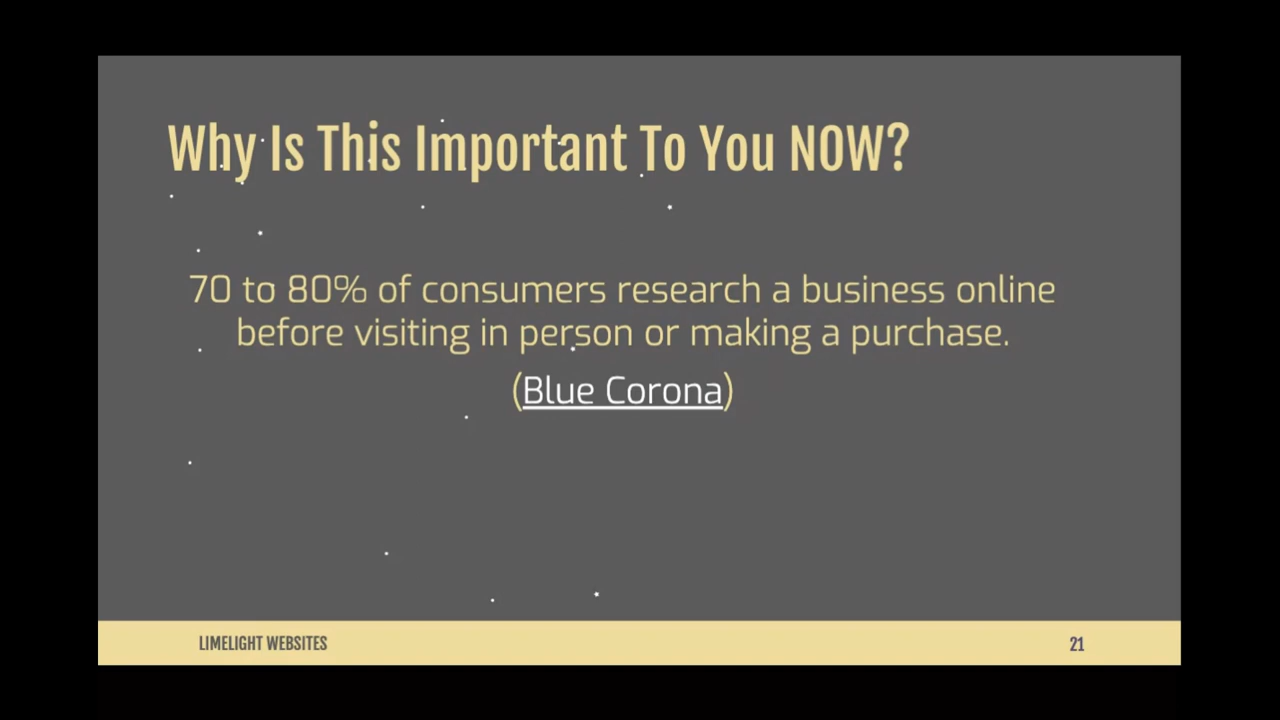 Why Is This Important To You NOW?
70 to 80% of consumers research a business online
before visiting in person or making a purchase.
(Blue Corona)
LIMELIGHT WEBSITES
21